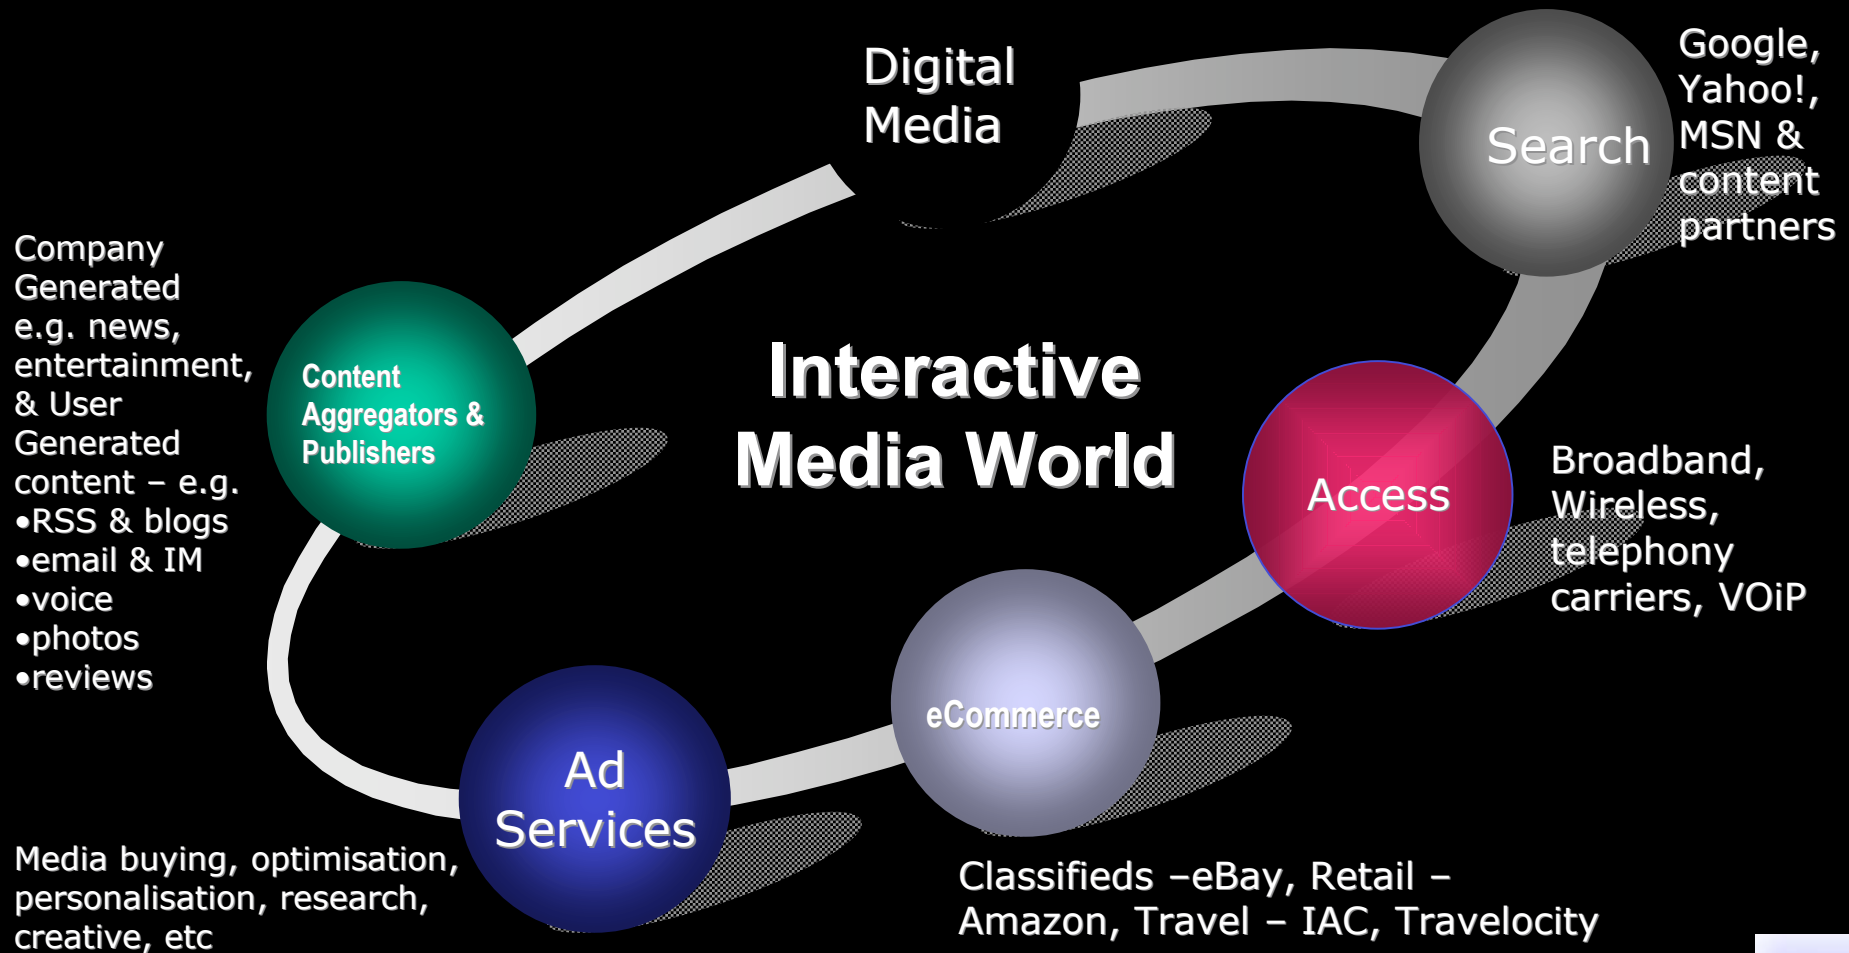 Digital
Media
Search
Google,
Yahoo!,
MSN &
content
partners
Company
Generated
e.g. news,
entertainment,
& User
Generated
content – e.g.
•RSS & blogs
•email & IM
•voice
•photos
•reviews
Content
Aggregators &
Publishers
Interactive
Media World
Access
Broadband,
Wireless,
telephony
carriers, VOiP
eCommerce
Ad
Services
Media buying, optimisation,
personalisation, research,
creative, etc
Classifieds –eBay, Retail –
Amazon, Travel – IAC, Travelocity